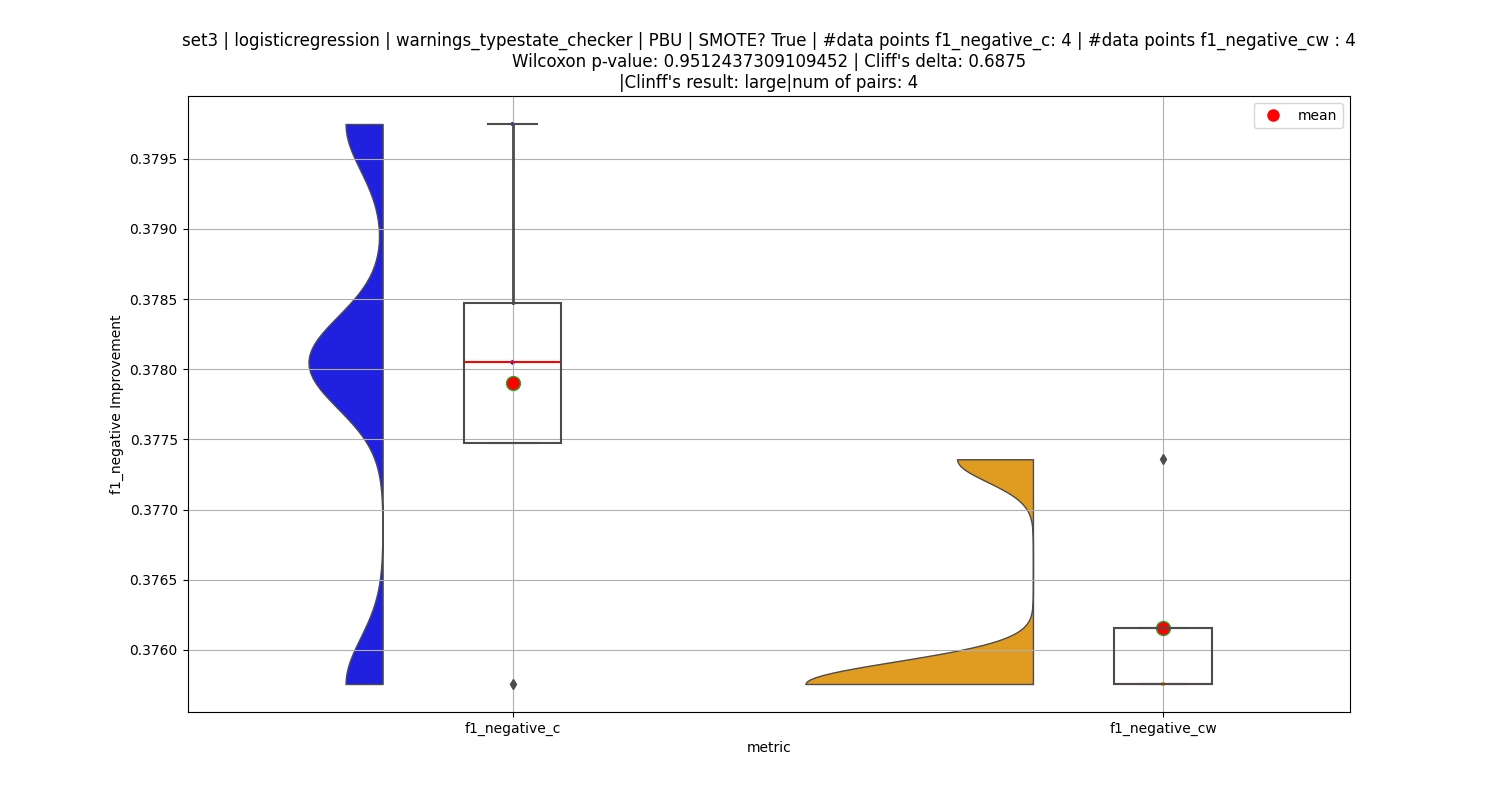 set3 | logisticregression | warnings_typestate_checker | PBU | SMOTE? True | #data points f1_negative_c: 4 | #data points f1_negative_cw : 4
Wilcoxon p-value: 0.9512437309109452 | Cliff's delta: 0.6875
|Clinff's result: large|num of pairs: 4
mean
0.3795
0.3790
0.3785
0.3780
0.3775
0.3770
0.3765
0.3760
f1_negative Improvement
f1_negative_c
f1_negative_cw
metric